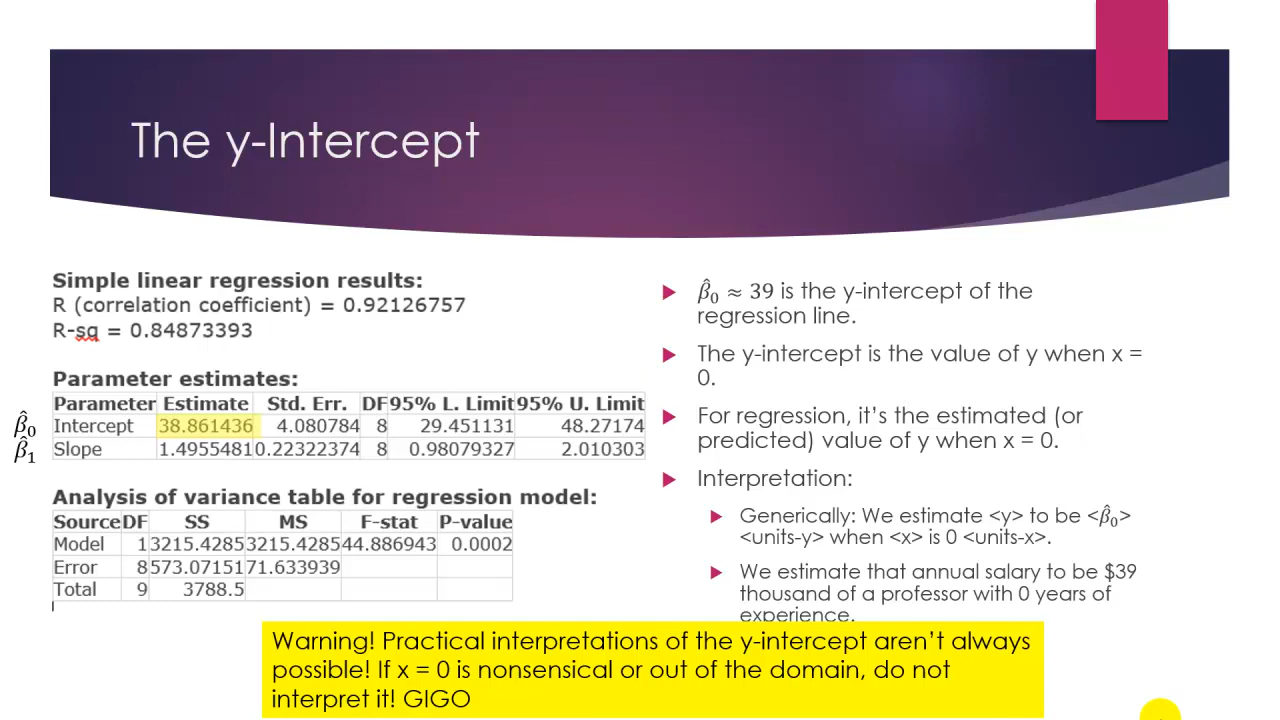 The y-Intercept
Simple linear regression results:
R (correlation coefficient) = 0.92126757
R-sq = 0.84873393
Parameter estimates:
Parameter Estimate Std. Err. DF 95% L. Limit 95% U. Limit
β̂₀ Intercept 38.861436 4.080784 8 29.451131 48.27174
β̂₁ Slope 1.4955481 0.22322374 8 0.98079327 2.010303
Analysis of variance table for regression model:
Source DF SS MS F-stat P-value
Model 1 3215.4285 3215.4285 44.886943 0.0002
Error 8 573.07151 71.633939
Total 9 3788.5
β̂₀ ≈ 39 is the y-intercept of the
regression line.
The y-intercept is the value of y when x =
0.
For regression, it’s the estimated (or
predicted) value of y when x = 0.
Interpretation:
Generically: We estimate <y> to be <β̂₀>
<units-y> when <x> is 0 <units-x>.
We estimate that annual salary to be $39
thousand of a professor with 0 years of
experience.
Warning! Practical interpretations of the y-intercept aren’t always
possible! If x = 0 is nonsensical or out of the domain, do not
interpret it! GIGO